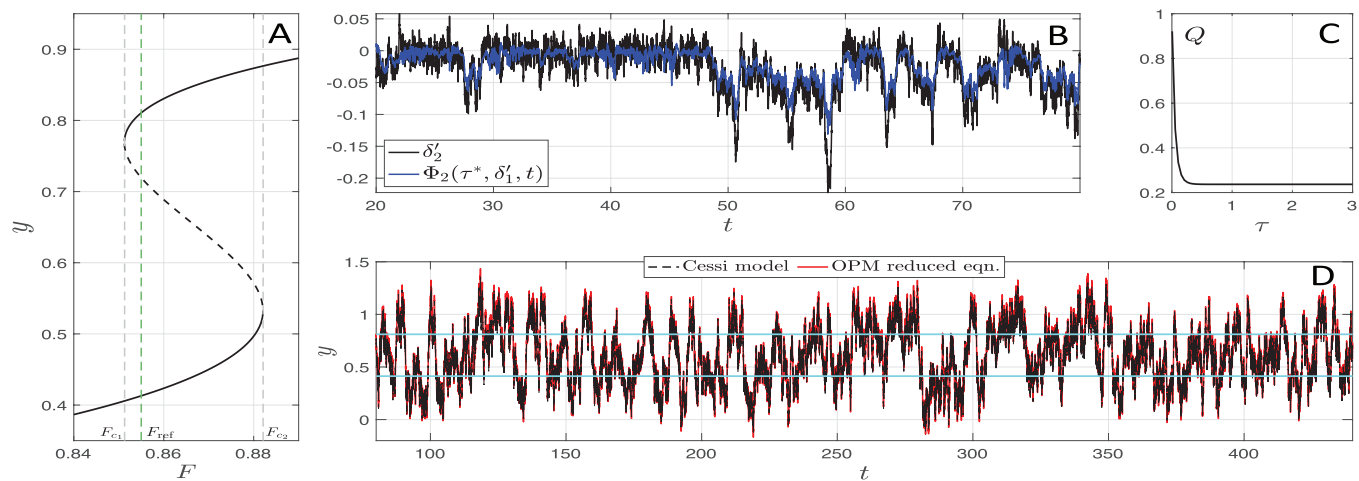 A
0.9
0.8
0.7
0.6
0.5
0.4
y
F_{c_1}
F_{ref}
F_{c_2}
0.84
0.86
0.88
F
B
0.05
0
-0.05
-0.1
-0.15
-0.2
δ′_2
Φ_2(τ*, δ′_1, t)
20
30
40
50
60
70
t
C
Q
1
0.8
0.6
0.4
0.2
0
1
2
3
τ
Cessi model
OPM reduced eqn.
D
1.5
1
0.5
0
y
100
150
200
250
300
350
400
t